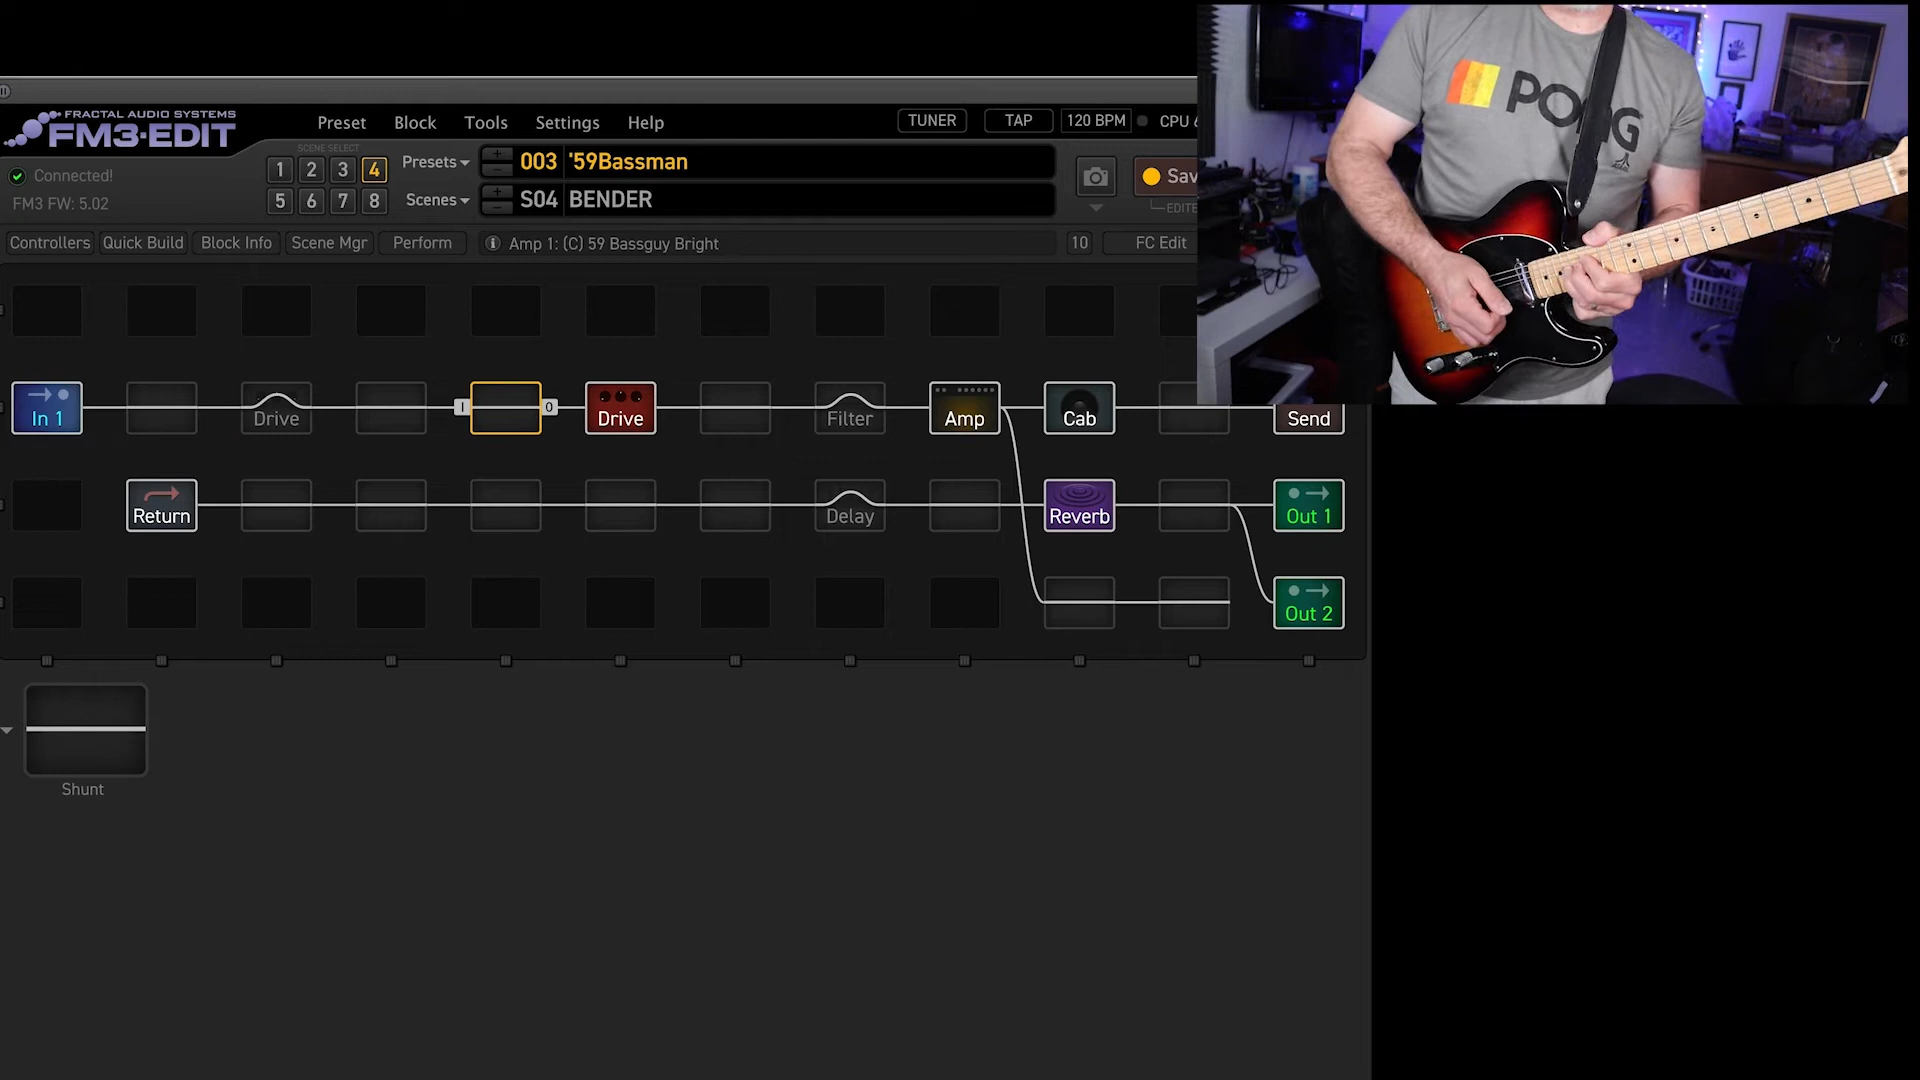 FRACTAL AUDIO SYSTEMS
FM3-EDIT
Preset Block Tools Settings Help
TUNER TAP 120 BPM CPU 6
PONG
SCENE SELECT
Connected!
FM3 FW: 5.02
1 2 3 4
5 6 7 8
Presets 003 '59Bassman
Scenes S04 BENDER
Sav
EDITE
Controllers Quick Build Block Info Scene Mgr Perform
Amp 1: (C) 59 Bassguy Bright
10 FC Edit
In 1 Drive I O Drive Filter Amp Cab Send
Return Delay Reverb Out 1
Out 2
Shunt